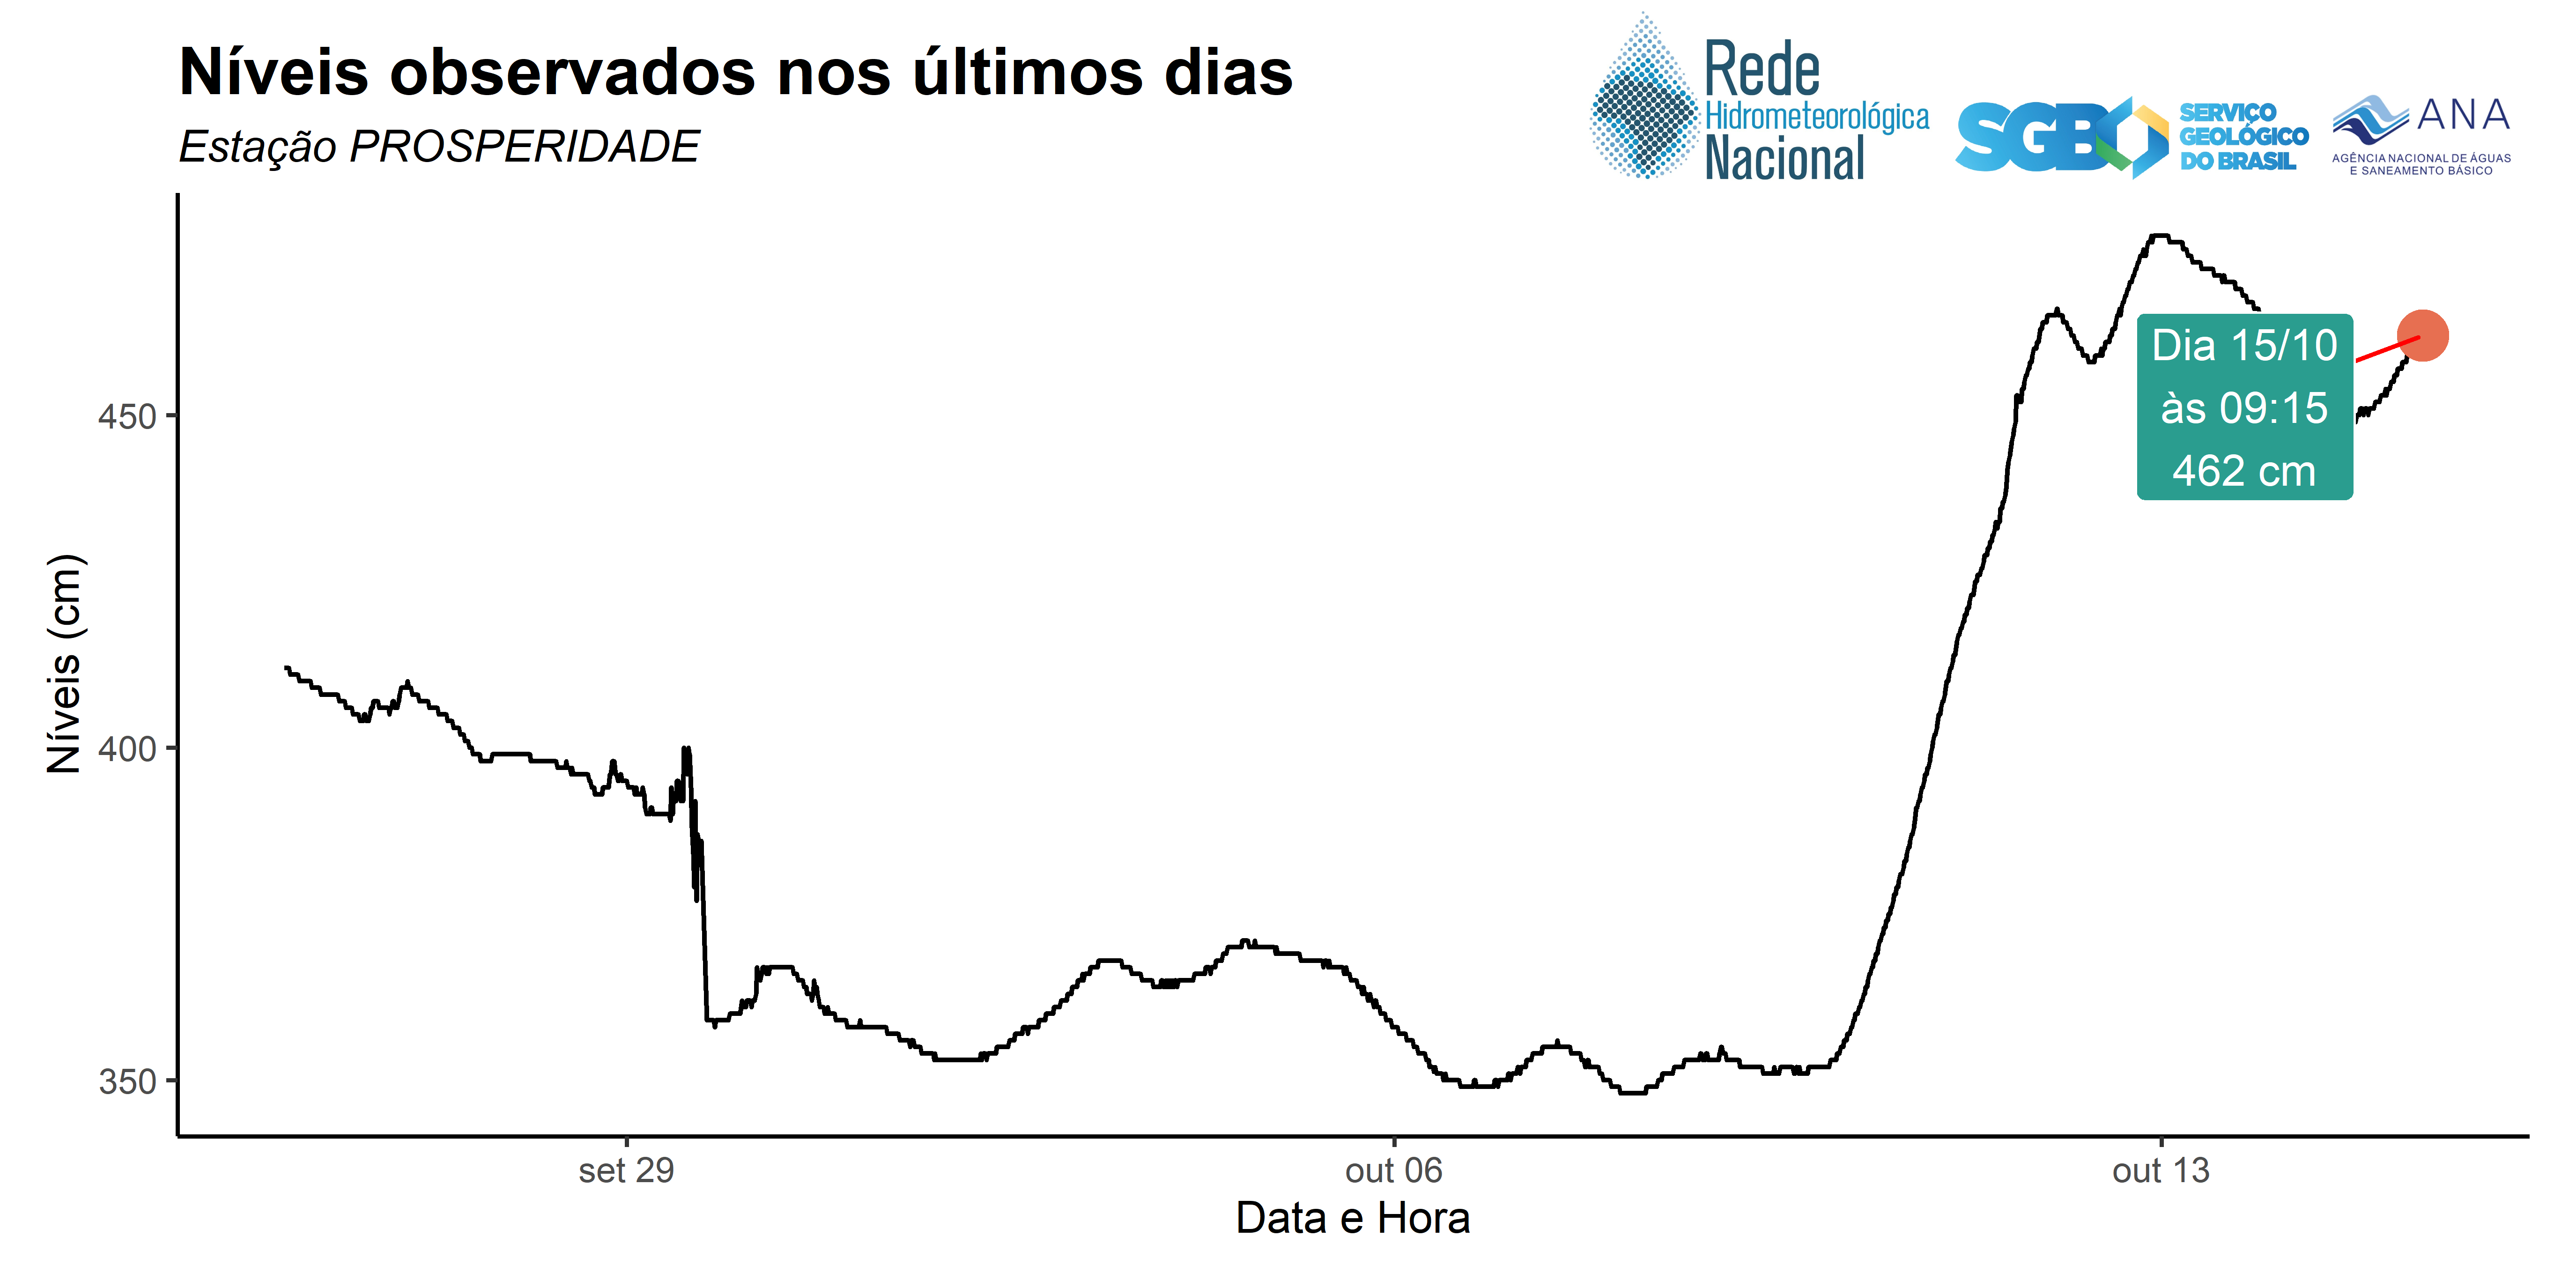 Níveis observados nos últimos dias
Estação PROSPERIDADE
Rede
Hidrometeorológica
Nacional
SGB
SERVIÇO
GEOLÓGICO
DO BRASIL
ANA
AGÊNCIA NACIONAL DE ÁGUAS
E SANEAMENTO BÁSICO
Níveis (cm)
450
400
350
Dia 15/10
às 09:15
462 cm
set 29
out 06
out 13
Data e Hora